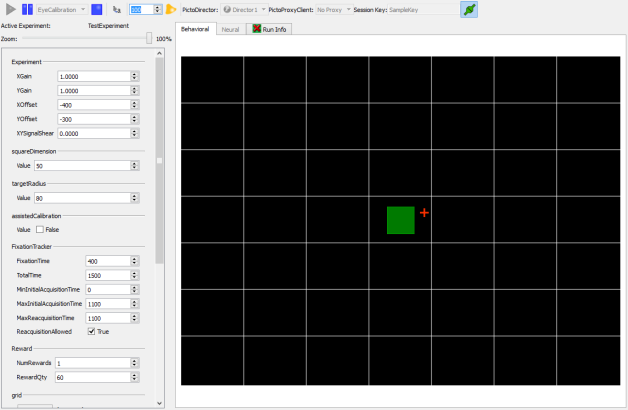 EyeCalibration PictoDirector: Director1 PictoProxyClient: No Proxy Session Key: SampleKey
Active Experiment: TestExperiment
Zoom: 100%
Behavioral Neural Run Info
Experiment
XGain 1.0000
YGain 1.0000
XOffset -400
YOffset -300
XYSignalShear 0.0000
squareDimension
Value 50
targetRadius
Value 80
assistedCalibration
Value False
FixationTracker
FixationTime 400
TotalTime 1500
MinInitialAcquisitionTime 0
MaxInitialAcquisitionTime 1100
MaxReacquisitionTime 1100
ReacquisitionAllowed True
Reward
NumRewards 1
RewardQty 60
grid